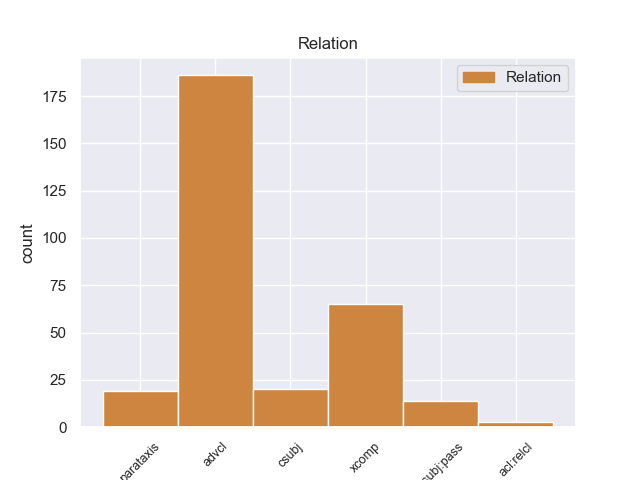 Relation
Relation
175
150
125
100
75
50
25
0
count
parataxis
advcl
csubj
xcomp
subj:pass
acl:relcl